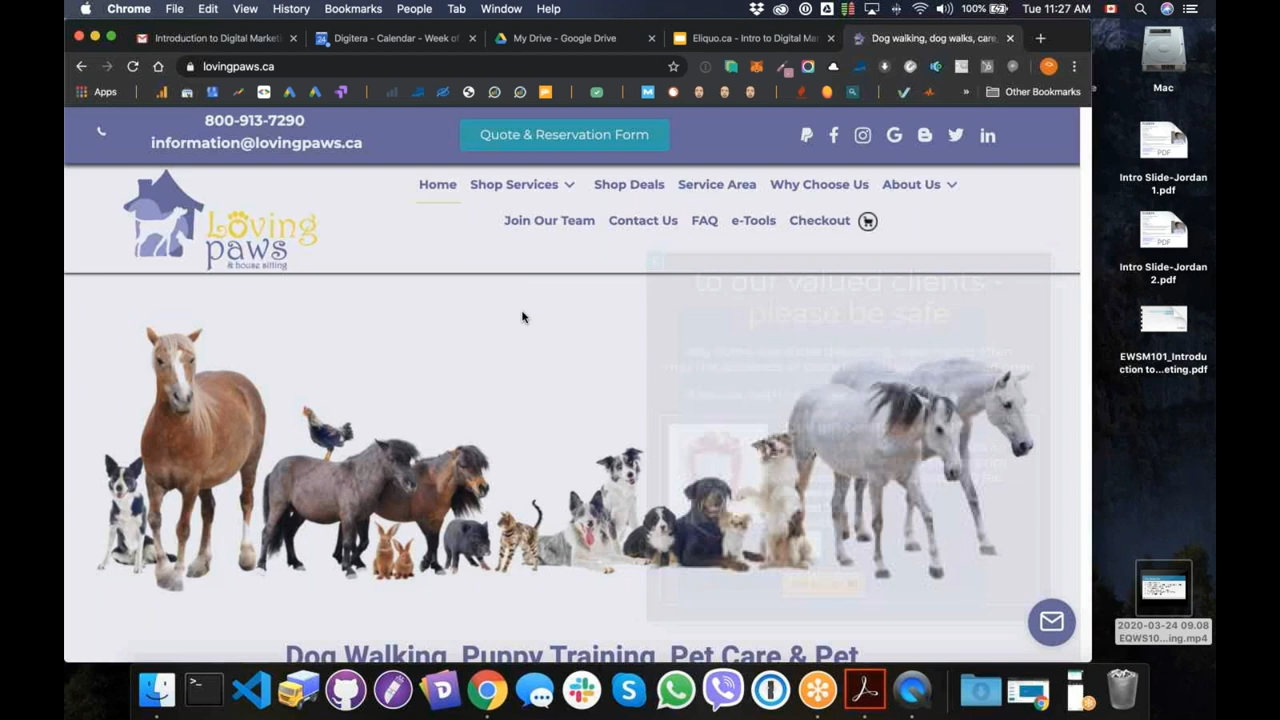 Chrome File Edit View History Bookmarks People Tab Window Help 100% Tue 11:27 AM
Introduction to Digital Market Digitera - Calendar - Week of My Drive - Google Drive Eliquo.ca - Intro to Digital Ma Dog walking, dog walks, care,
lovingpaws.ca
Apps Other Bookmarks
800-913-7290
information@lovingpaws.ca
Quote & Reservation Form
Home Shop Services Shop Deals Service Area Why Choose Us About Us
Join Our Team Contact Us FAQ e-Tools Checkout
Loving
paws
& house sitting
to our valued clients -
please be safe
Dog Walking, Puppy Training, Pet Care & Pet
Mac
PDF
Intro Slide-Jordan
1.pdf
PDF
Intro Slide-Jordan
2.pdf
EWSM101_Introdu
ction to...eting.pdf
2020-03-24 09.08
EQWS10...ing.mp4